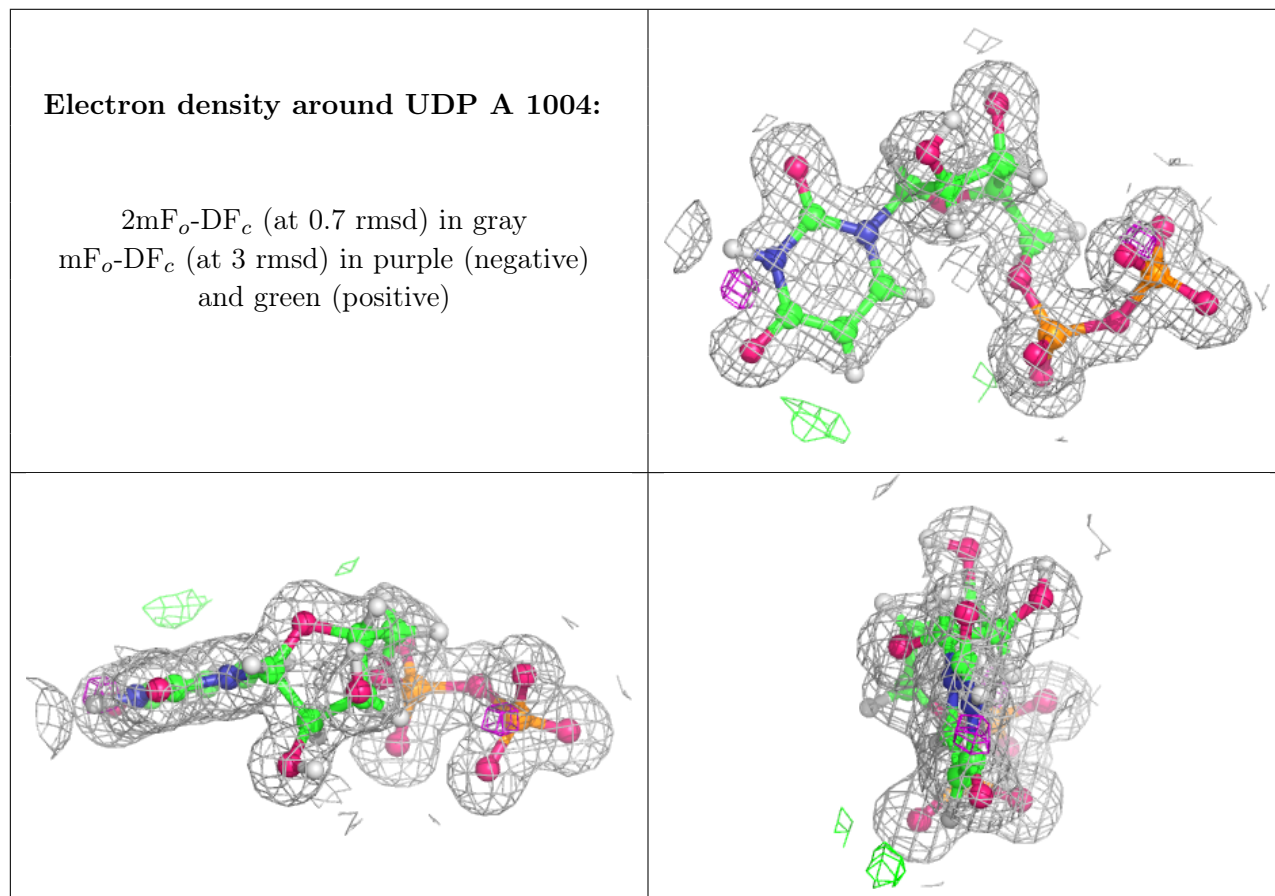 Electron density around UDP A 1004:
2mFo-DFc (at 0.7 rmsd) in gray
mFo-DFc (at 3 rmsd) in purple (negative)
and green (positive)